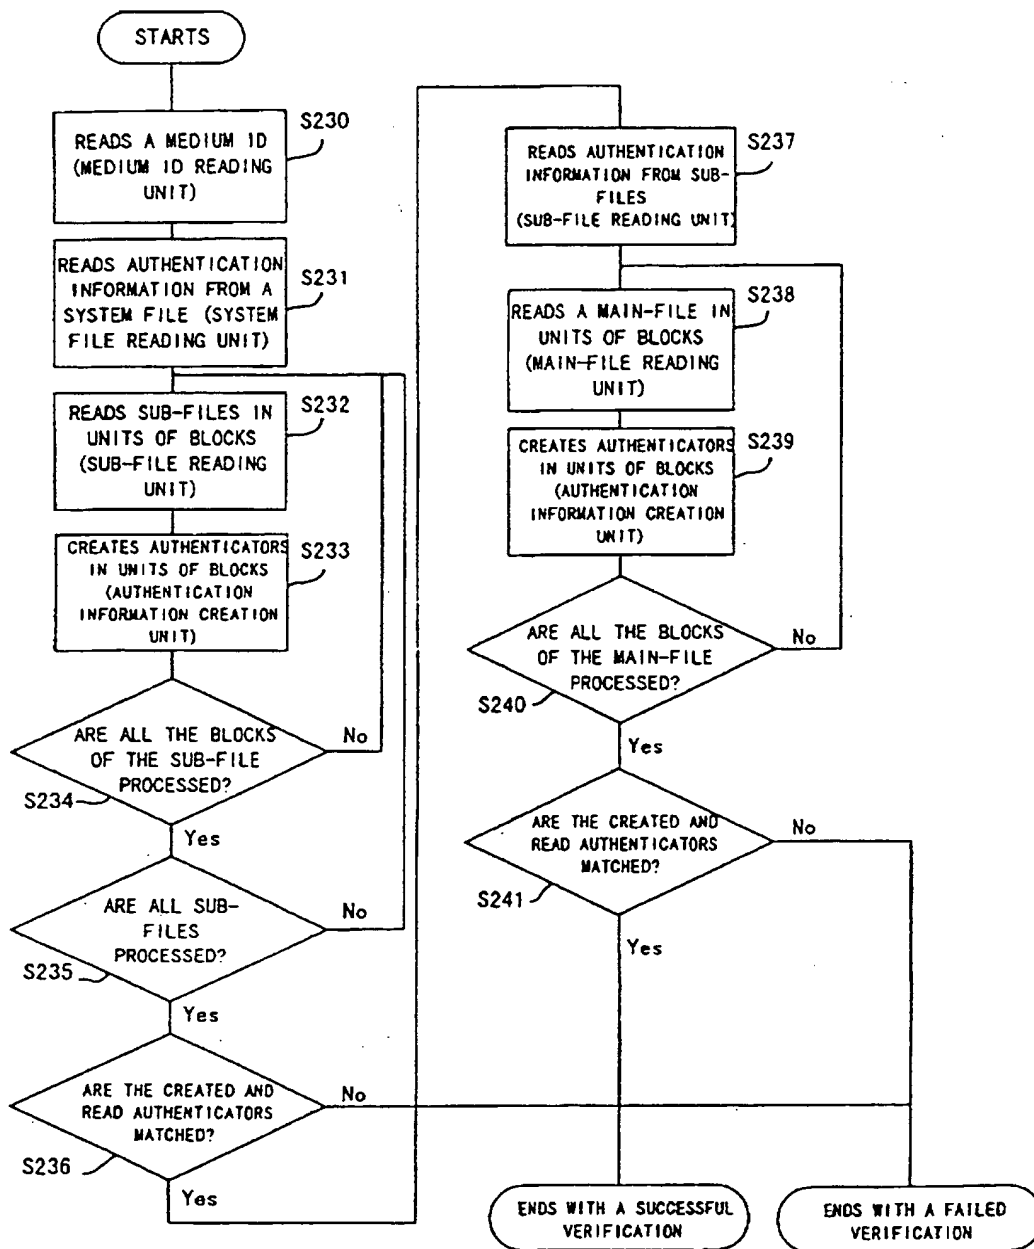 STARTS
S230
READS A MEDIUM ID
(MEDIUM ID READING
UNIT)
S231
READS AUTHENTICATION
INFORMATION FROM A
SYSTEM FILE (SYSTEM
FILE READING UNIT)
S232
READS SUB-FILES IN
UNITS OF BLOCKS
(SUB-FILE READING
UNIT)
S233
CREATES AUTHENTICATORS
IN UNITS OF BLOCKS
(AUTHENTICATION
INFORMATION CREATION
UNIT)
ARE ALL THE BLOCKS
OF THE SUB-FILE
PROCESSED?
No
S234
Yes
ARE ALL SUB-
FILES
PROCESSED?
No
S235
Yes
ARE THE CREATED AND
READ AUTHENTICATORS
MATCHED?
No
S236
Yes
S237
READS AUTHENTICATION
INFORMATION FROM SUB-
FILES
(SUB-FILE READING UNIT)
S238
READS A MAIN-FILE IN
UNITS OF BLOCKS
(MAIN-FILE READING
UNIT)
S239
CREATES AUTHENTICATORS
IN UNITS OF BLOCKS
(AUTHENTICATION
INFORMATION CREATION
UNIT)
ARE ALL THE BLOCKS
OF THE MAIN-FILE
PROCESSED?
No
S240
Yes
ARE THE CREATED AND
READ AUTHENTICATORS
MATCHED?
No
S241
Yes
ENDS WITH A SUCCESSFUL
VERIFICATION
ENDS WITH A FAILED
VERIFICATION